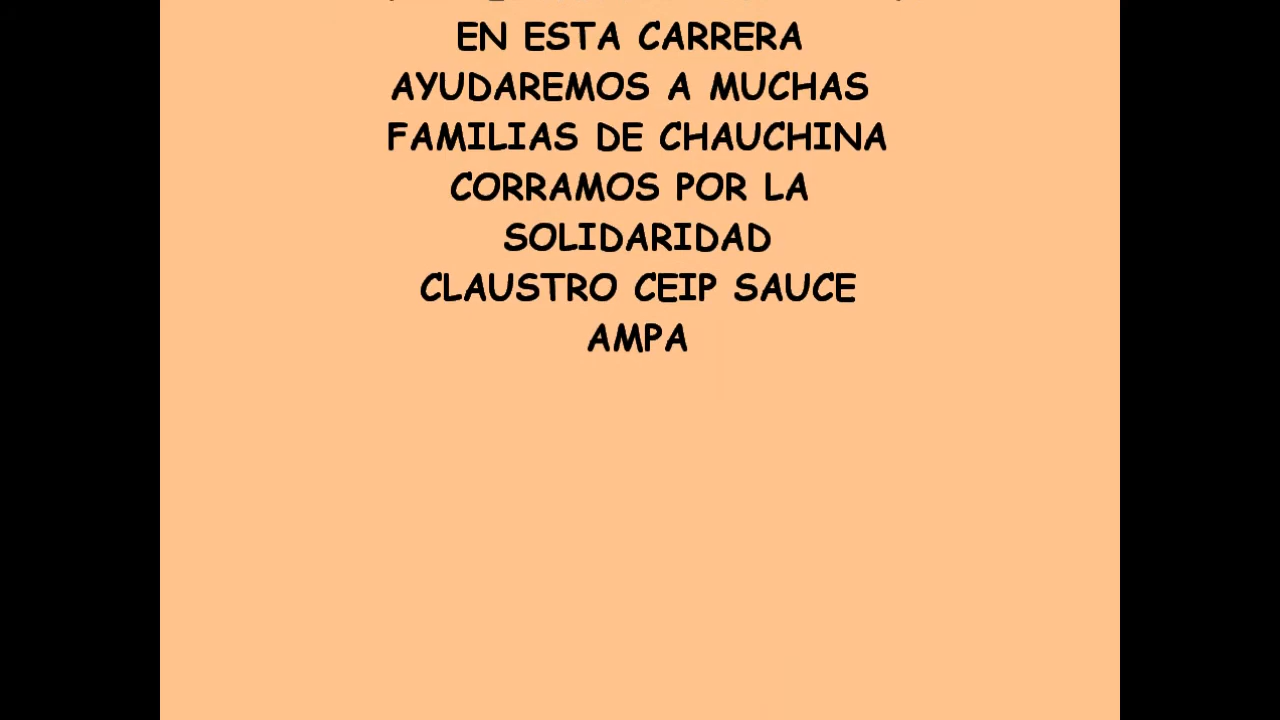 EN ESTA CARRERA
AYUDAREMOS A MUCHAS
FAMILIAS DE CHAUCHINA
CORRAMOS POR LA
SOLIDARIDAD
CLAUSTRO CEIP SAUCE
AMPA